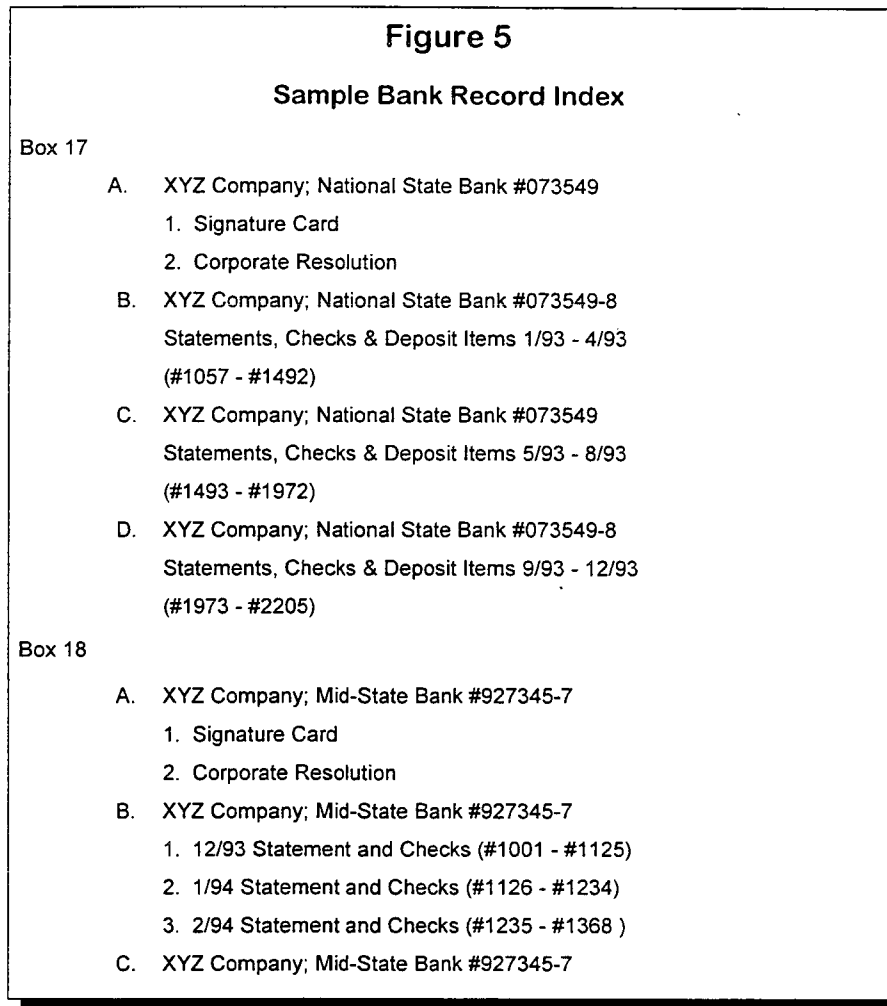 Figure 5
Sample Bank Record Index
Box 17
A. XYZ Company; National State Bank #073549
1. Signature Card
2. Corporate Resolution
B. XYZ Company; National State Bank #073549-8
Statements, Checks & Deposit Items 1/93 - 4/93
(#1057 - #1492)
C. XYZ Company; National State Bank #073549
Statements, Checks & Deposit Items 5/93 - 8/93
(#1493 - #1972)
D. XYZ Company; National State Bank #073549-8
Statements, Checks & Deposit Items 9/93 - 12/93
(#1973 - #2205)
Box 18
A. XYZ Company; Mid-State Bank #927345-7
1. Signature Card
2. Corporate Resolution
B. XYZ Company; Mid-State Bank #927345-7
1. 12/93 Statement and Checks (#1001 - #1125)
2. 1/94 Statement and Checks (#1126 - #1234)
3. 2/94 Statement and Checks (#1235 - #1368 )
C. XYZ Company; Mid-State Bank #927345-7